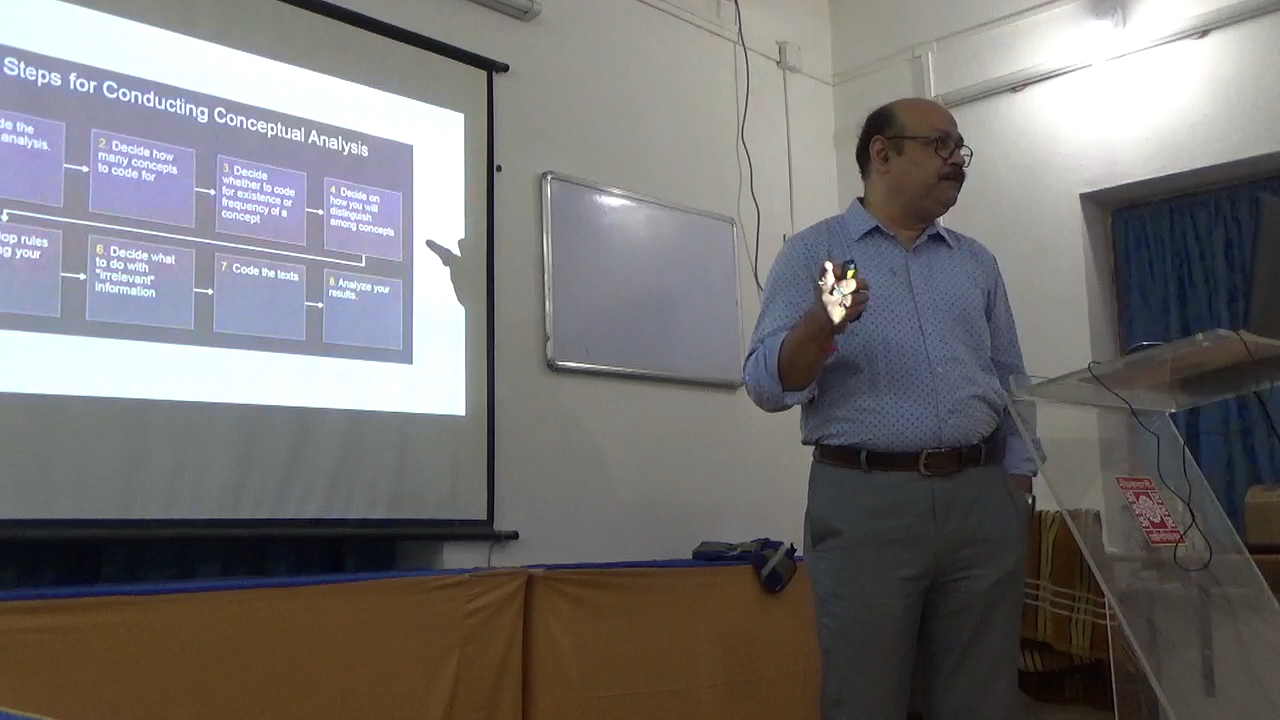 Steps for Conducting Conceptual Analysis
de the
analysis.
2. Decide how
many concepts
to code for
3. Decide
whether to code
for existence or
frequency of a
concept
4. Decide on
how you will
distinguish
among concepts
lop rules
ng your
6. Decide what
to do with
"irrelevant"
information
7. Code the texts
8. Analyze your
results.